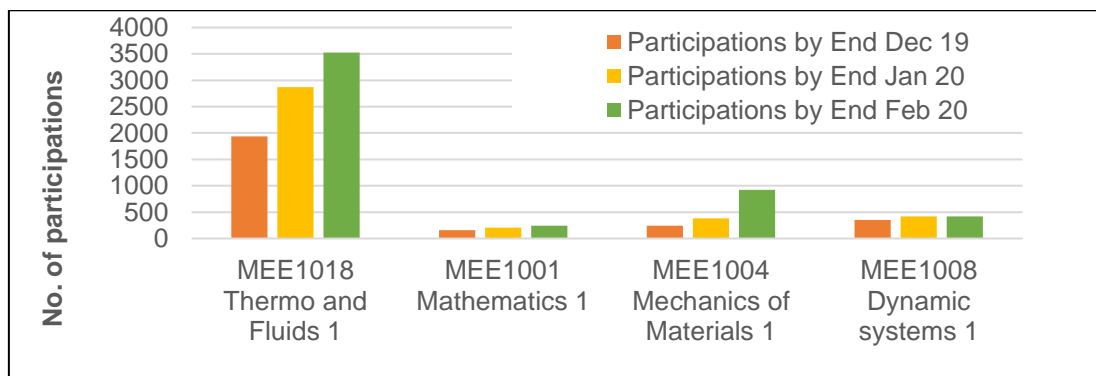 No. of participations
4000
3500
3000
2500
2000
1500
1000
500
0
Participations by End Dec 19
Participations by End Jan 20
Participations by End Feb 20
MEE1018
Thermo and
Fluids 1
MEE1001
Mathematics 1
MEE1004
Mechanics of
Materials 1
MEE1008
Dynamic
systems 1